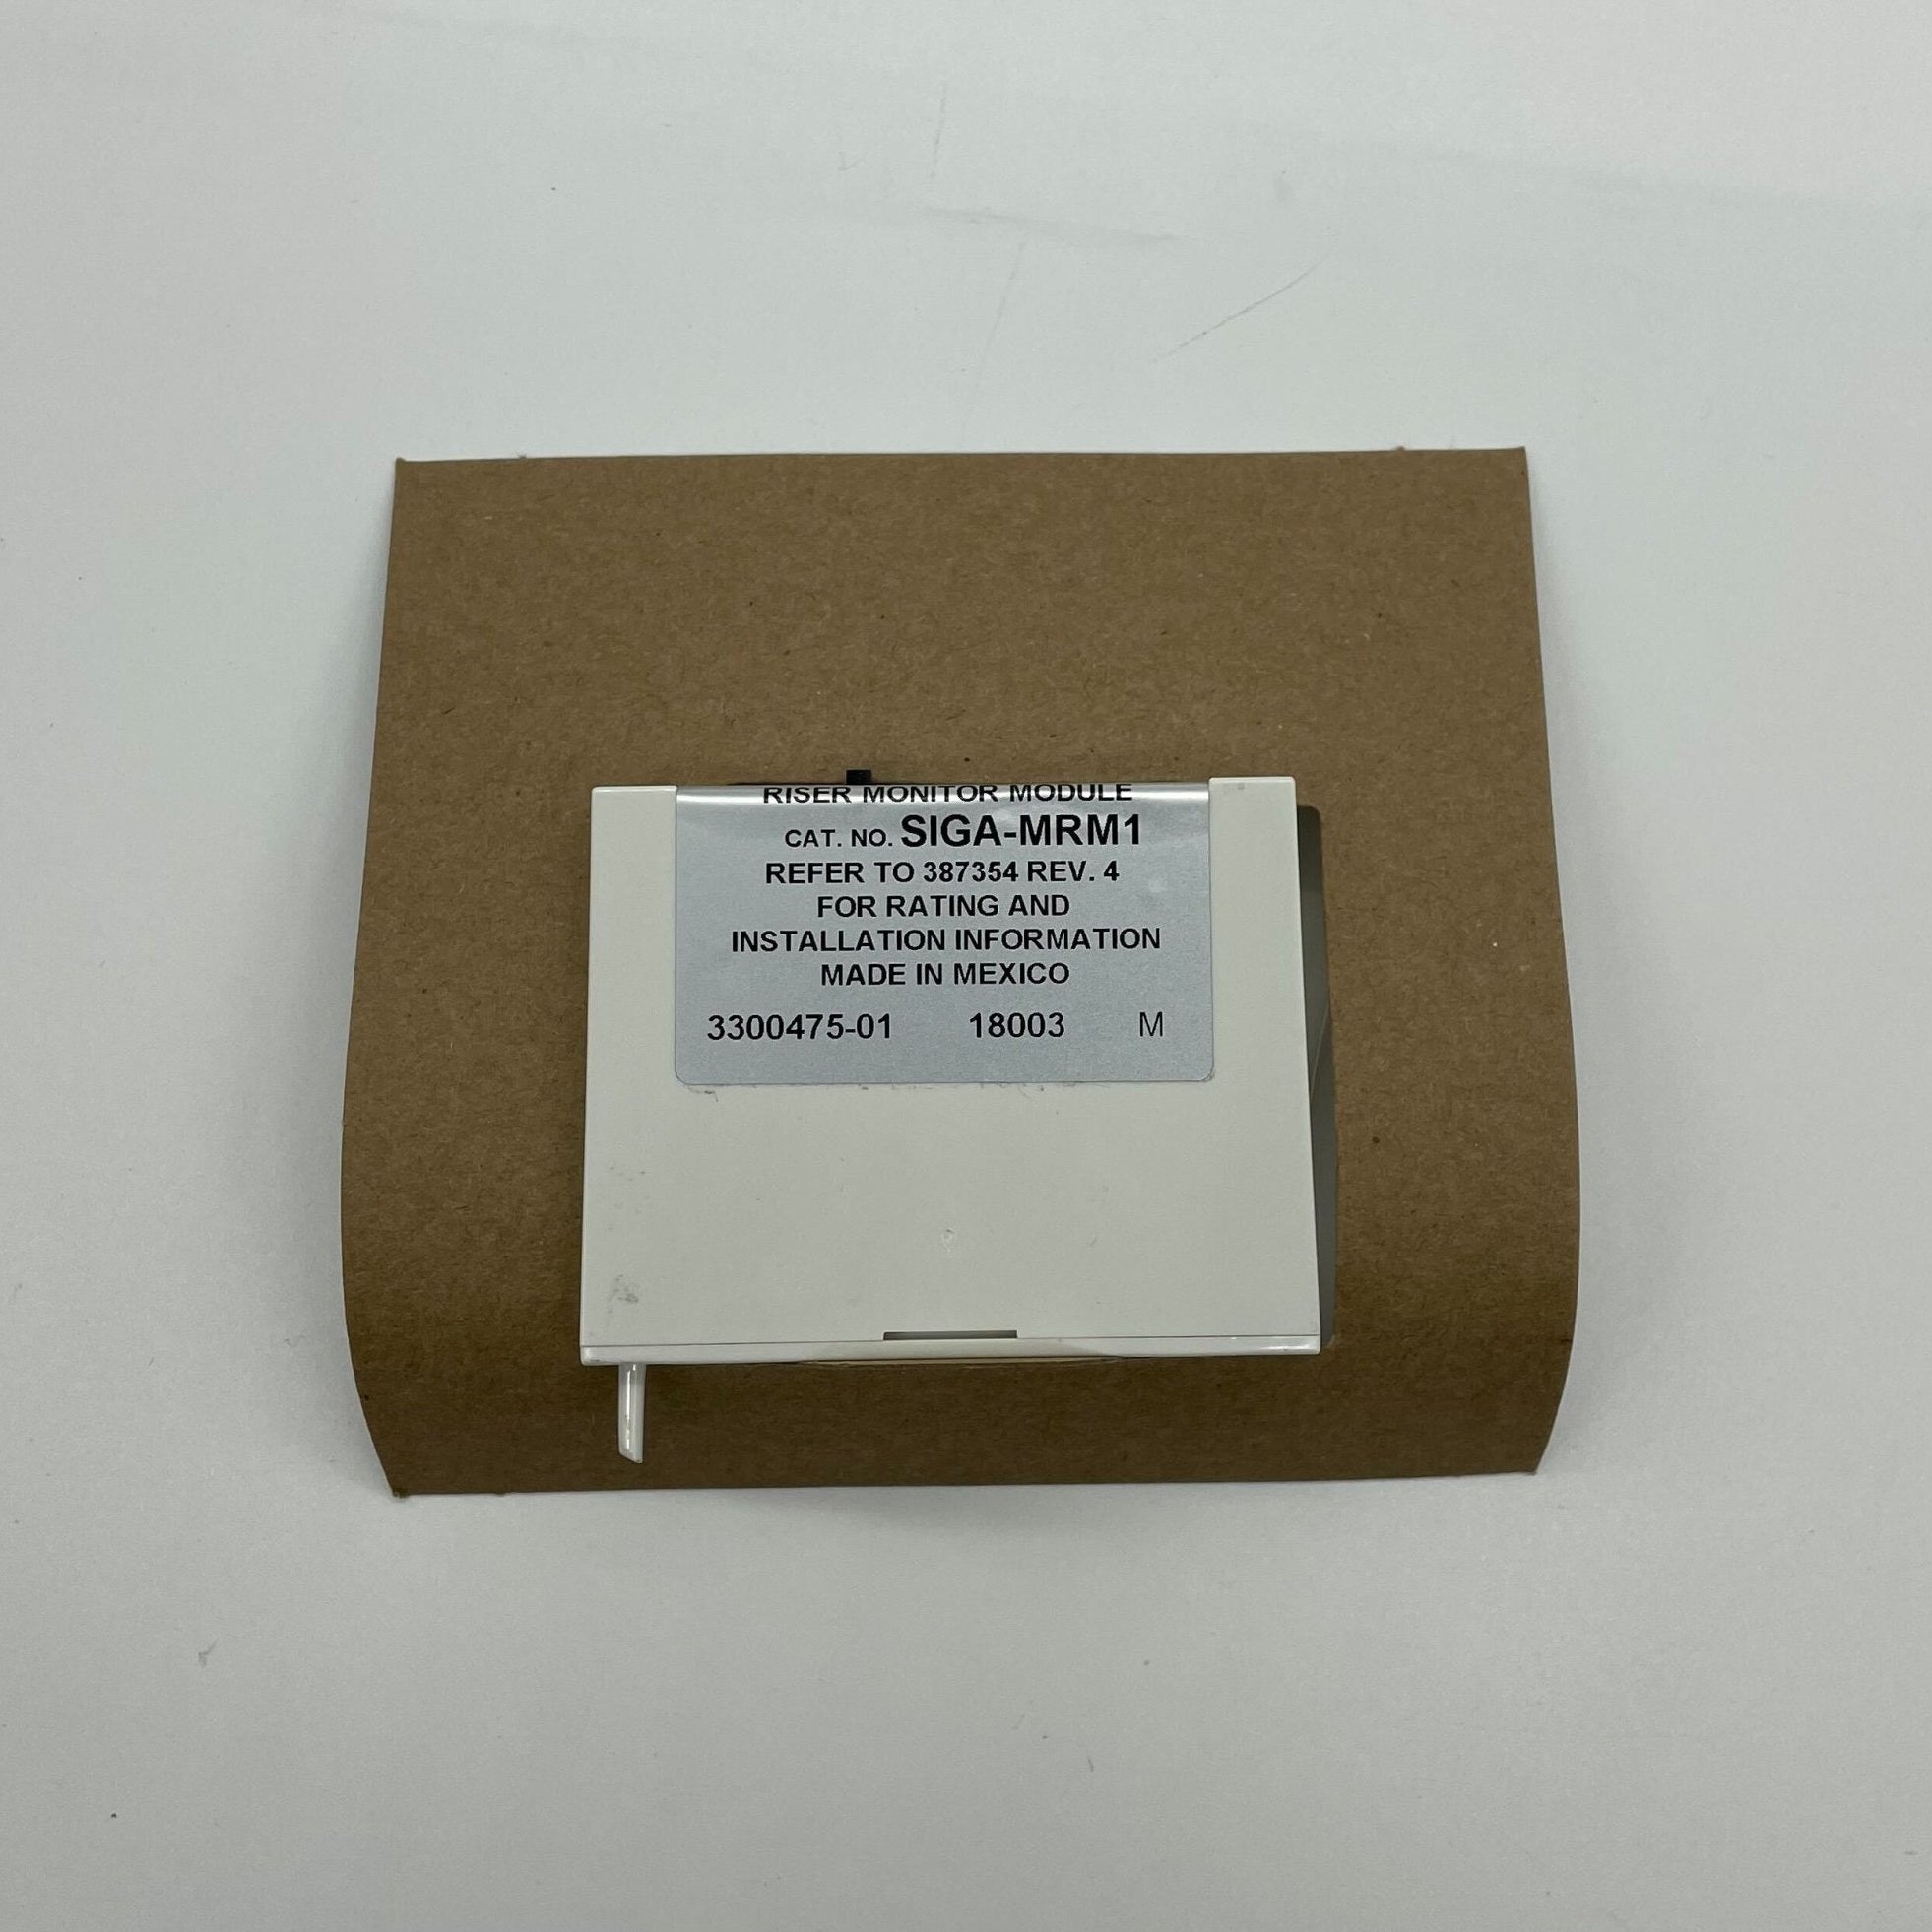 RISER MONITOR MODULE
CAT. NO. SIGA-MRM1
REFER TO 387354 REV. 4
FOR RATING AND
INSTALLATION INFORMATION
MADE IN MEXICO
3300475-01 18003 M